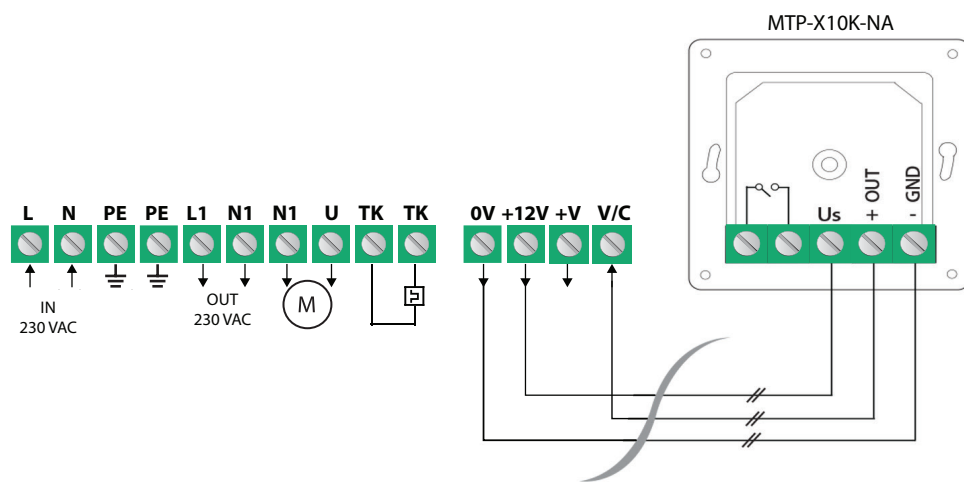 MTP-X10K-NA
L N PE PE L1 N1 N1 U TK TK
0V +12V +V V/C
Us
+ OUT
- GND
IN
230 VAC
OUT
230 VAC
M